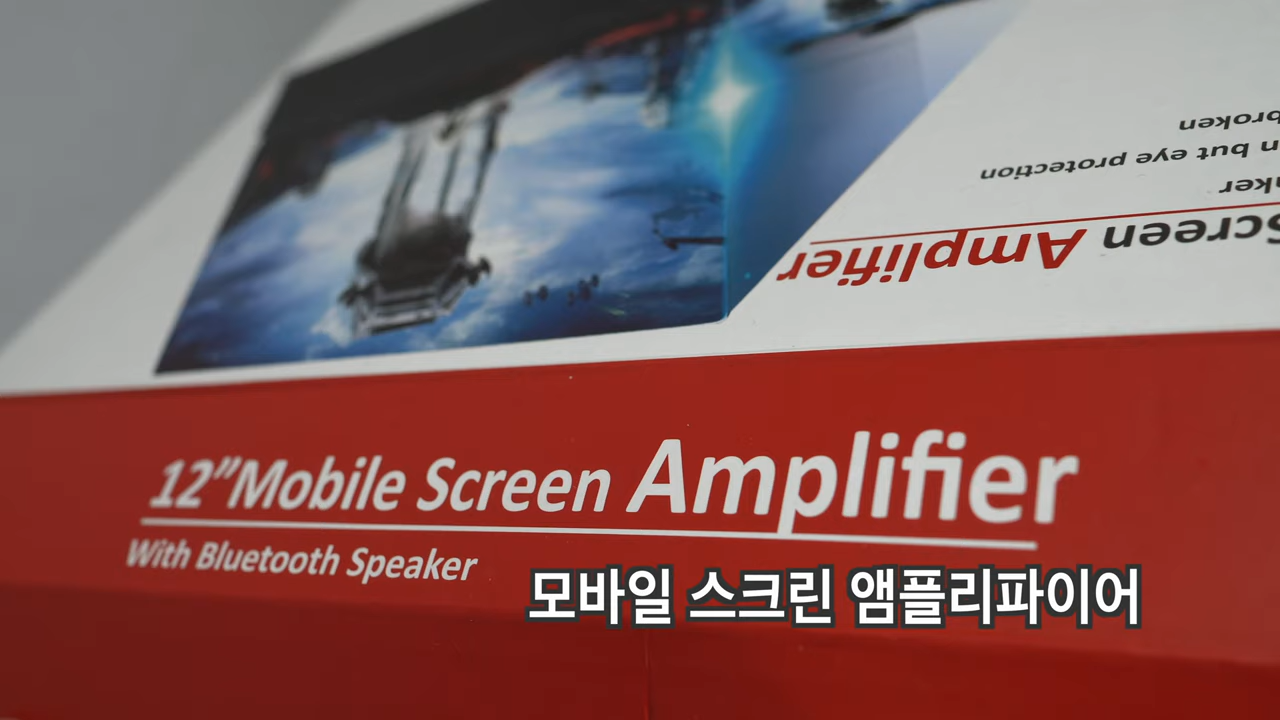 broken
but eye protection
Screen Amplifier
12”Mobile Screen Amplifier
With Bluetooth Speaker
모바일 스크린 앰플리파이어